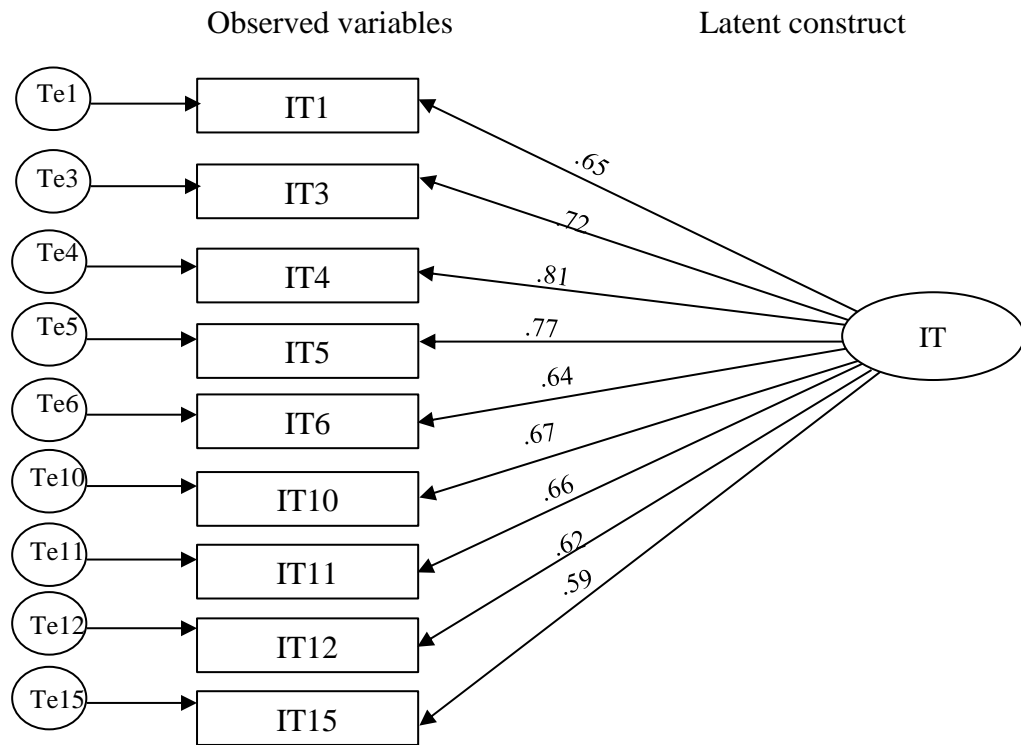 Observed variables Latent construct
Te1 IT1 .65
Te3 IT3 .72
Te4 IT4 .81
Te5 IT5 .77 IT
Te6 IT6 .64
Te10 IT10 .67
Te11 IT11 .66
Te12 IT12 .62
Te15 IT15 .59